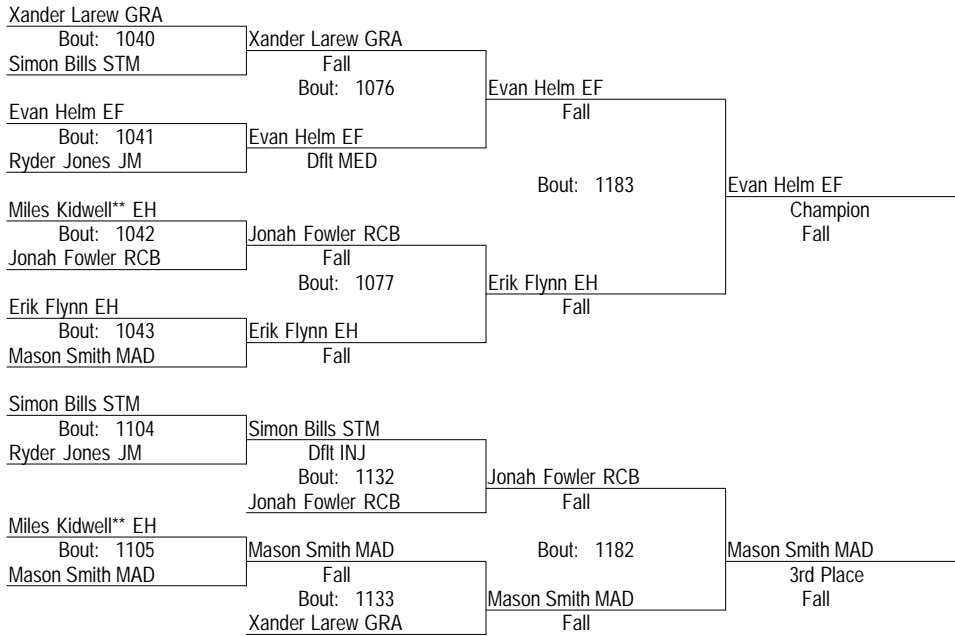 Xander Larew GRA
Bout: 1040
Xander Larew GRA
Simon Bills STM
Fall
Bout: 1076
Evan Helm EF
Evan Helm EF
Fall
Bout: 1041
Evan Helm EF
Ryder Jones JM
Dflt MED
Bout: 1183
Evan Helm EF
Miles Kidwell** EH
Champion
Bout: 1042
Jonah Fowler RCB
Fall
Jonah Fowler RCB
Fall
Bout: 1077
Erik Flynn EH
Erik Flynn EH
Fall
Bout: 1043
Erik Flynn EH
Mason Smith MAD
Fall
Simon Bills STM
Bout: 1104
Simon Bills STM
Ryder Jones JM
Dflt INJ
Bout: 1132
Jonah Fowler RCB
Jonah Fowler RCB
Fall
Miles Kidwell** EH
Bout: 1105
Mason Smith MAD
Bout: 1182
Mason Smith MAD
Mason Smith MAD
Fall
3rd Place
Bout: 1133
Mason Smith MAD
Fall
Xander Larew GRA
Fall